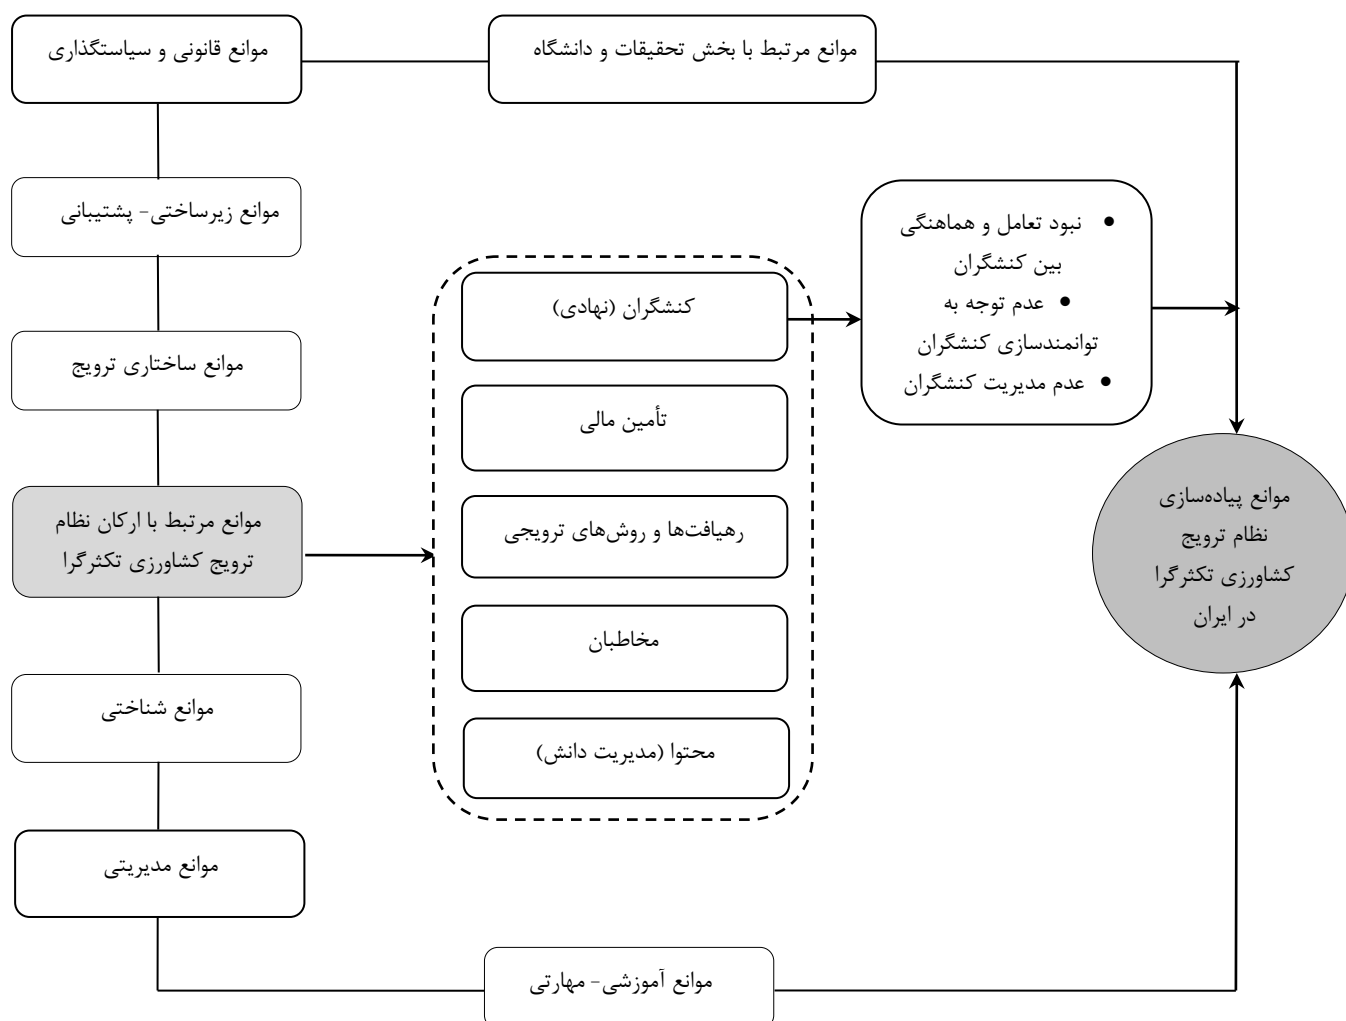 موانع قانونی و سیاستگذاری
موانع مرتبط با بخش تحقیقات و دانشگاه
موانع زیرساختی- پشتیبانی
• نبود تعامل و هماهنگی
بین کنشگران
• عدم توجه به
توانمندسازی کنشگران
• عدم مدیریت کنشگران
کنشگران (نهادی)
موانع ساختاری ترویج
تأمین مالی
موانع مرتبط با ارکان نظام
ترویج کشاورزی تکثرگرا
رهیافت‌ها و روش‌های ترویجی
موانع پیاده‌سازی
نظام ترویج
کشاورزی تکثرگرا
در ایران
مخاطبان
موانع شناختی
محتوا (مدیریت دانش)
موانع مدیریتی
موانع آموزشی- مهارتی